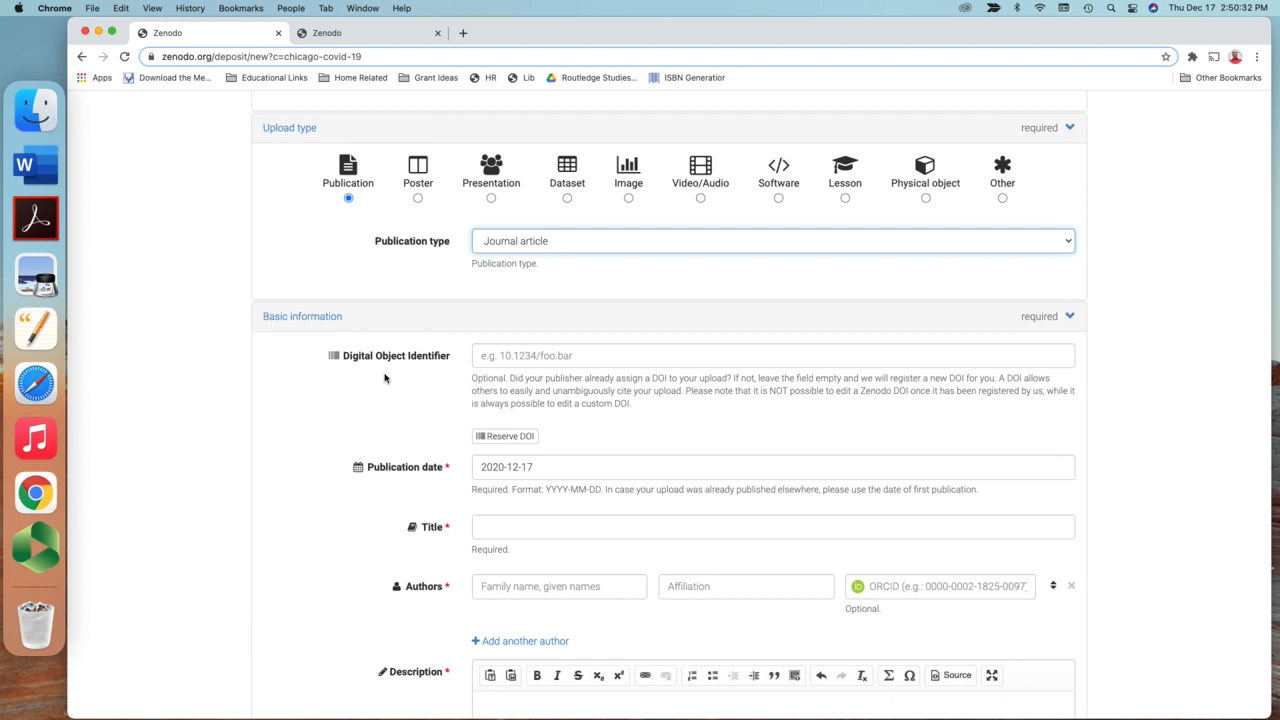 Chrome File Edit View History Bookmarks People Tab Window Help Thu Dec 17 2:50:32 PM
Zenodo Zenodo
zenodo.org/deposit/new?c=chicago-covid-19
Apps Download the Me... Educational Links Home Related Grant Ideas HR Lib Routledge Studies... ISBN Generatior Other Bookmarks
Upload type required
Publication Poster Presentation Dataset Image Video/Audio Software Lesson Physical object Other
Publication type Journal article
Publication type.
Basic information required
Digital Object Identifier e.g. 10.1234/foo.bar
Optional. Did your publisher already assign a DOI to your upload? If not, leave the field empty and we will register a new DOI for you. A DOI allows
others to easily and unambiguously cite your upload. Please note that it is NOT possible to edit a Zenodo DOI once it has been registered by us, while it
is always possible to edit a custom DOI.
Reserve DOI
Publication date * 2020-12-17
Required. Format: YYYY-MM-DD. In case your upload was already published elsewhere, please use the date of first publication.
Title *
Required.
Authors * Family name, given names Affiliation iD ORCID (e.g.: 0000-0002-1825-0097)
Optional.
+ Add another author
Description * B I S x₂ x² Σ Ω Source